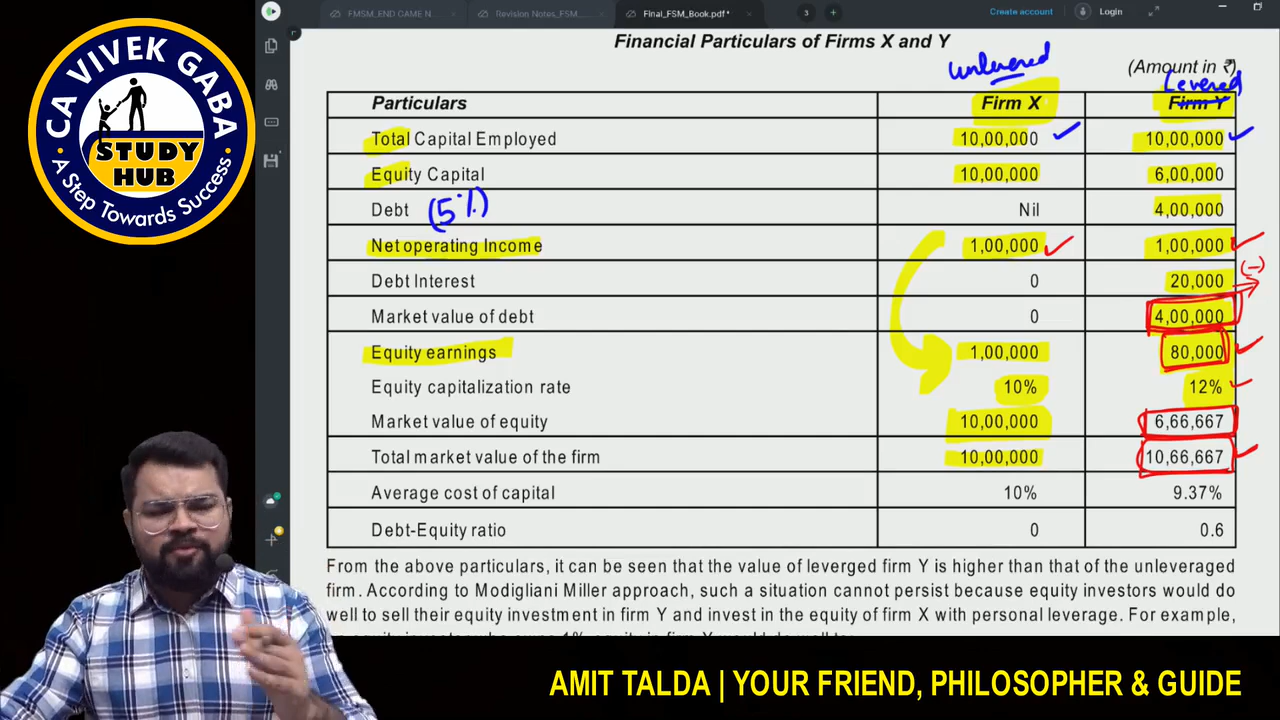 FMSM_END GAME N
Revision Notes_FSM_...
Final_FSM_Book.pdf*
3
Create account
Login
CA VIVEK GABA
STUDY
HUB
• A Step Towards Success •
Financial Particulars of Firms X and Y
unlevered
(Amount in ₹)
Levered
Particulars Firm X Firm Y
Total Capital Employed 10,00,000 10,00,000
Equity Capital 10,00,000 6,00,000
Debt (5%) Nil 4,00,000
Net operating Income 1,00,000 1,00,000
Debt Interest 0 20,000 (-)
Market value of debt 0 4,00,000
Equity earnings 1,00,000 80,000
Equity capitalization rate 10% 12%
Market value of equity 10,00,000 6,66,667
Total market value of the firm 10,00,000 10,66,667
Average cost of capital 10% 9.37%
Debt-Equity ratio 0 0.6
From the above particulars, it can be seen that the value of leverged firm Y is higher than that of the unleveraged
firm. According to Modigliani Miller approach, such a situation cannot persist because equity investors would do
well to sell their equity investment in firm Y and invest in the equity of firm X with personal leverage. For example,
AMIT TALDA | YOUR FRIEND, PHILOSOPHER & GUIDE